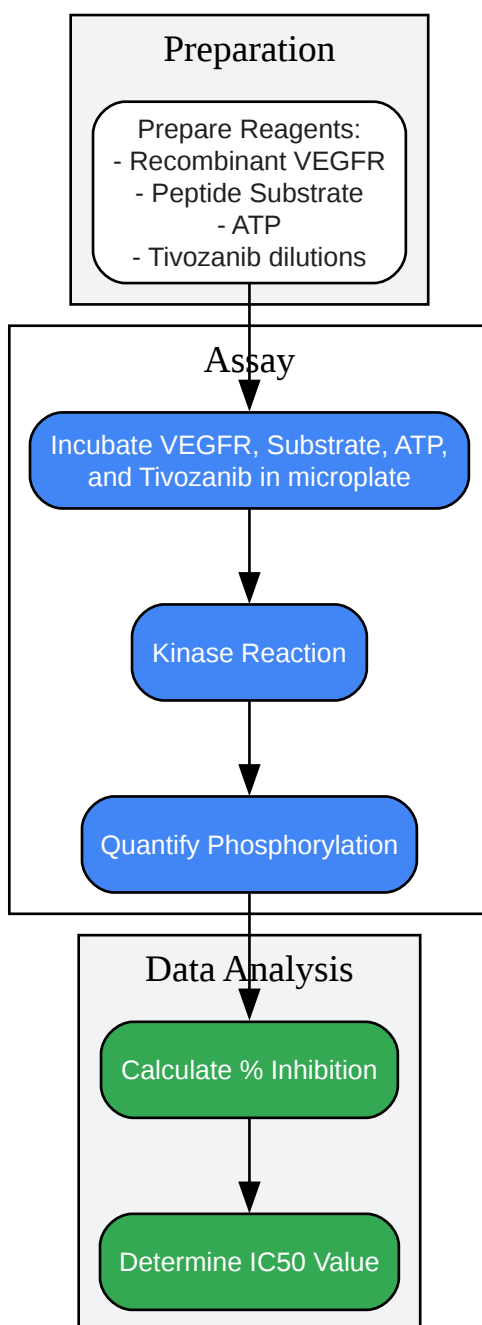 Preparation
Prepare Reagents:
- Recombinant VEGFR
- Peptide Substrate
- ATP
- Tivozanib dilutions
Assay
Incubate VEGFR, Substrate, ATP,
and Tivozanib in microplate
Kinase Reaction
Quantify Phosphorylation
Data Analysis
Calculate % Inhibition
Determine IC50 Value